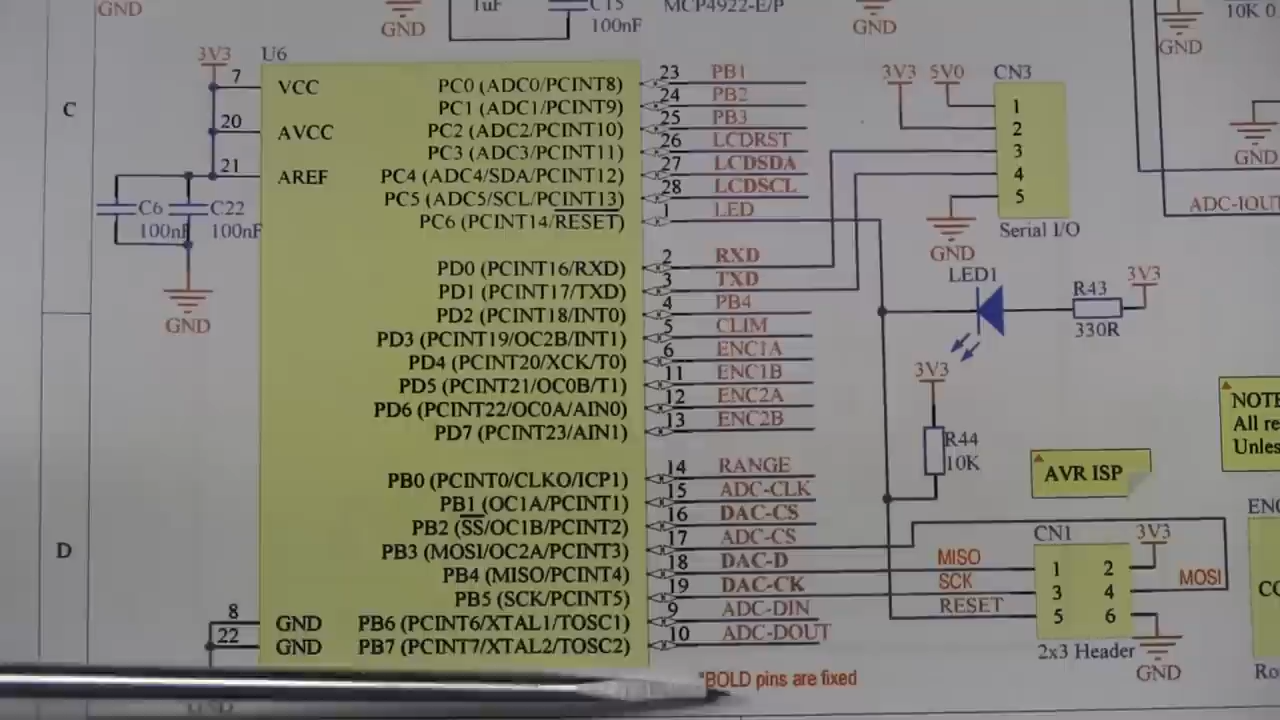 GND
1uF
C15
100nF
GND
MCP4922-E/P
GND
GND
10K 0
C
3V3
U6
7
VCC
20
AVCC
21
AREF
C6
100nF
C22
100nF
GND
PC0 (ADC0/PCINT8) 23 PB1
PC1 (ADC1/PCINT9) 24 PB2
PC2 (ADC2/PCINT10) 25 PB3
PC3 (ADC3/PCINT11) 26 LCDRST
PC4 (ADC4/SDA/PCINT12) 27 LCDSDA
PC5 (ADC5/SCL/PCINT13) 28 LCDSCL
PC6 (PCINT14/RESET) 1 LED
PD0 (PCINT16/RXD) 2 RXD
PD1 (PCINT17/TXD) 3 TXD
PD2 (PCINT18/INT0) 4 PB4
PD3 (PCINT19/OC2B/INT1) 5 CLIM
PD4 (PCINT20/XCK/T0) 6 ENC1A
PD5 (PCINT21/OC0B/T1) 11 ENC1B
PD6 (PCINT22/OC0A/AIN0) 12 ENC2A
PD7 (PCINT23/AIN1) 13 ENC2B
PB0 (PCINT0/CLKO/ICP1) 14 RANGE
PB1 (OC1A/PCINT1) 15 ADC-CLK
PB2 (SS/OC1B/PCINT2) 16 DAC-CS
PB3 (MOSI/OC2A/PCINT3) 17 ADC-CS
PB4 (MISO/PCINT4) 18 DAC-D
PB5 (SCK/PCINT5) 19 DAC-CK
PB6 (PCINT6/XTAL1/TOSC1) 9 ADC-DIN
PB7 (PCINT7/XTAL2/TOSC2) 10 ADC-DOUT
D
8
GND
22
GND
GND
*BOLD pins are fixed
3V3
5V0
CN3
1
2
3
4
5
Serial I/O
GND
GND
ADC-IOUT
LED1
R43
330R
3V3
3V3
R44
10K
AVR ISP
NOTE
All re
Unles
CN1
3V3
MISO
SCK
RESET
1 2
3 4
5 6
MOSI
2x3 Header
GND
ENC
CO
Ro